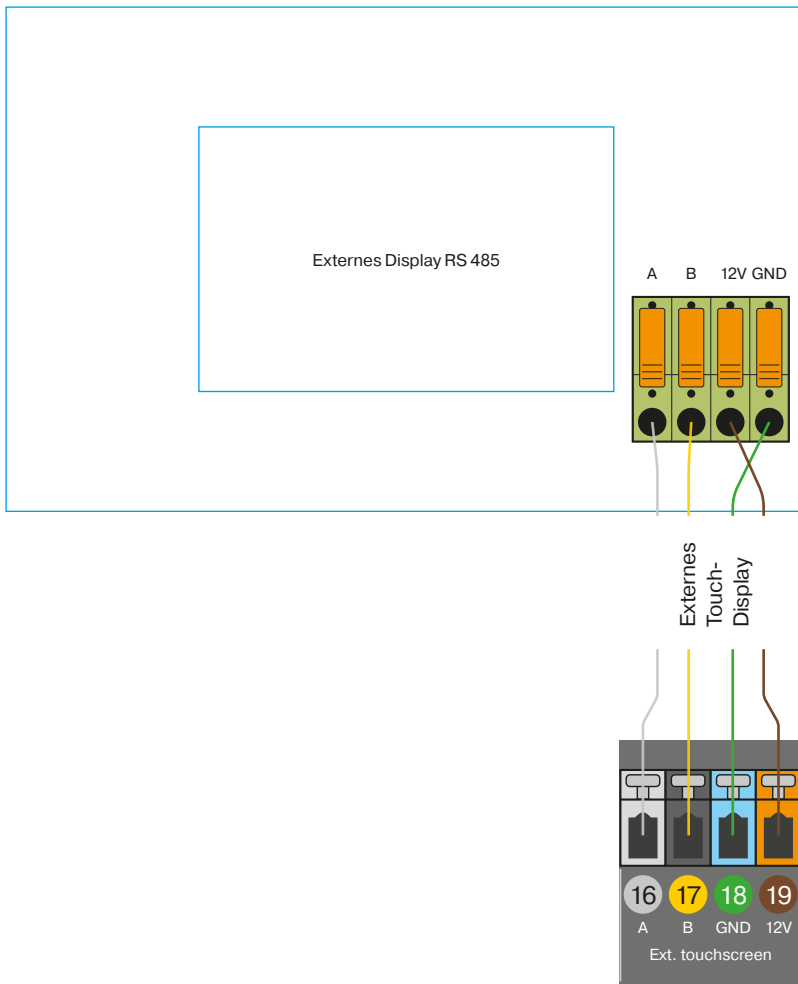 Externes Display RS 485
A B 12V GND
Externes
Touch-
Display
16 17 18 19
A B GND 12V
Ext. touchscreen